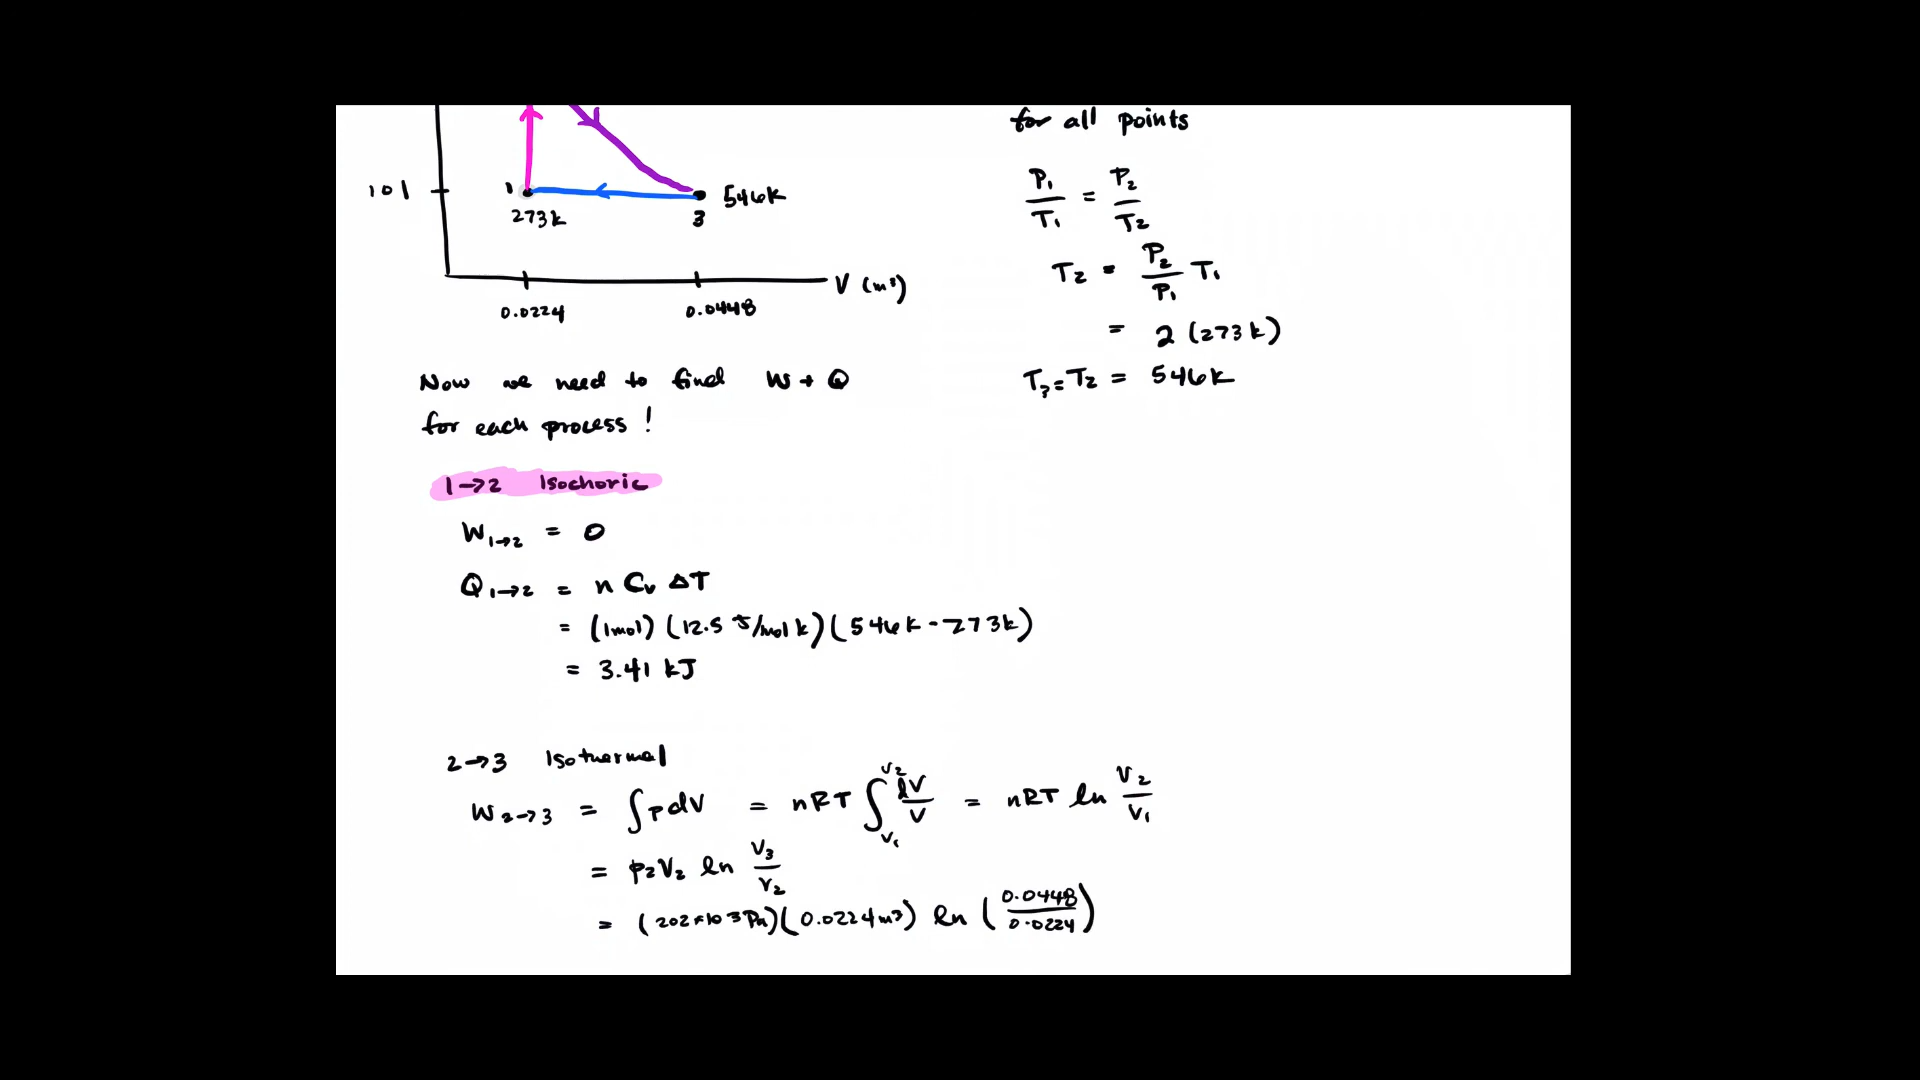 for all points
101
1
546K
273K
3
V (m³)
0.0224
0.0448
P₁/T₁ = P₂/T₂
T₂ = P₂/P₁ T₁
= 2 (273K)
T₃ = T₂ = 546K
Now we need to find W + Q
for each process!
1→2 Isochoric
W₁→₂ = 0
Q₁→₂ = n Cv ΔT
= (1mol) (12.5 J/mol K) (546K - 273K)
= 3.41 kJ
2→3 Isothermal
W₂→₃ = ∫pdV = nRT ∫V₁V₂ dV/V = nRT ln V₂/V₁
= P₂V₂ ln V₃/V₂
= (202×10³Pa)(0.0224m³) ln (0.0448/0.0224)